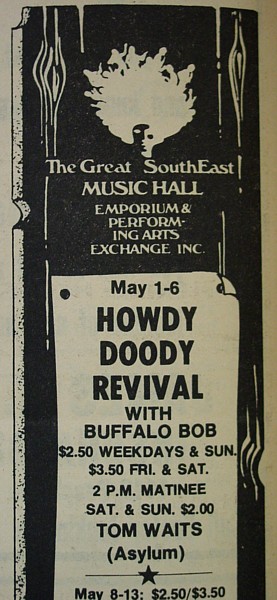 The Great SouthEast
MUSIC HALL
EMPORIUM &
PERFORM-
ING ARTS
EXCHANGE INC.
May 1-6
HOWDY
DOODY
REVIVAL
WITH
BUFFALO BOB
$2.50 WEEKDAYS & SUN.
$3.50 FRI. & SAT.
2 P.M. MATINEE
SAT. & SUN. $2.00
TOM WAITS
(Asylum)
May 8-13: $2.50/$3.50